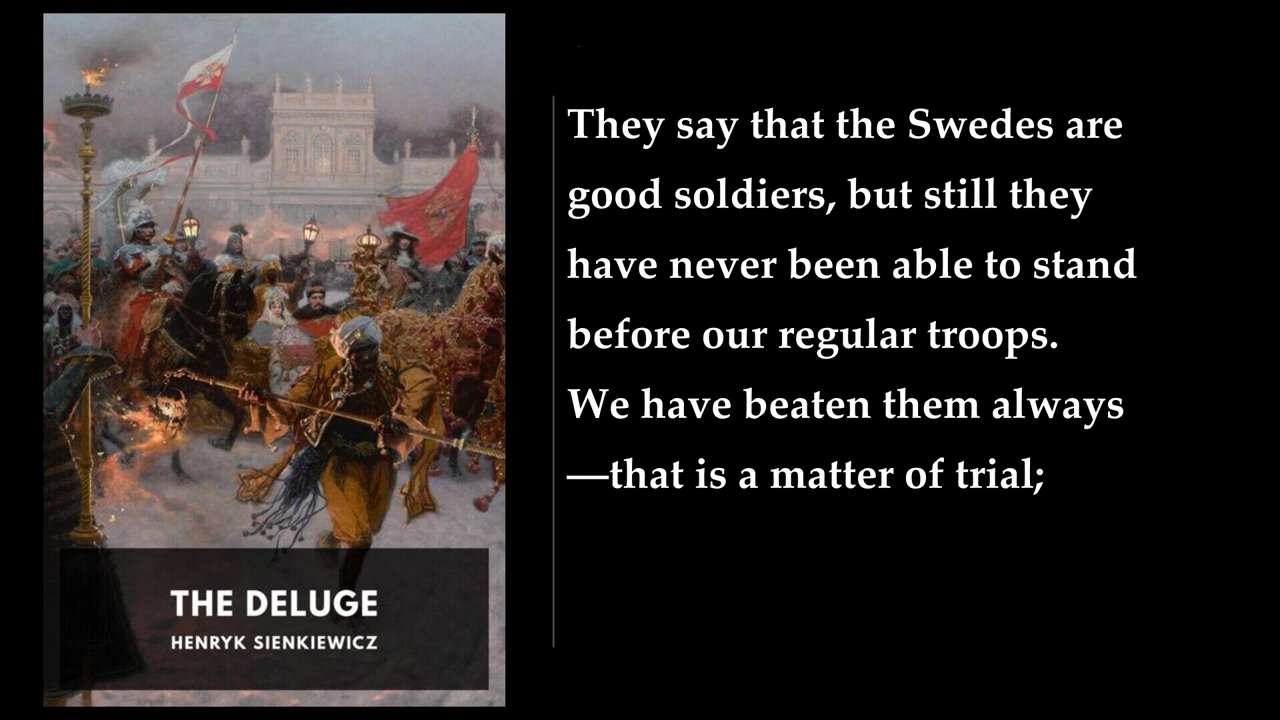 They say that the Swedes are
good soldiers, but still they
have never been able to stand
before our regular troops.
We have beaten them always
—that is a matter of trial;
THE DELUGE
HENRYK SIENKIEWICZ